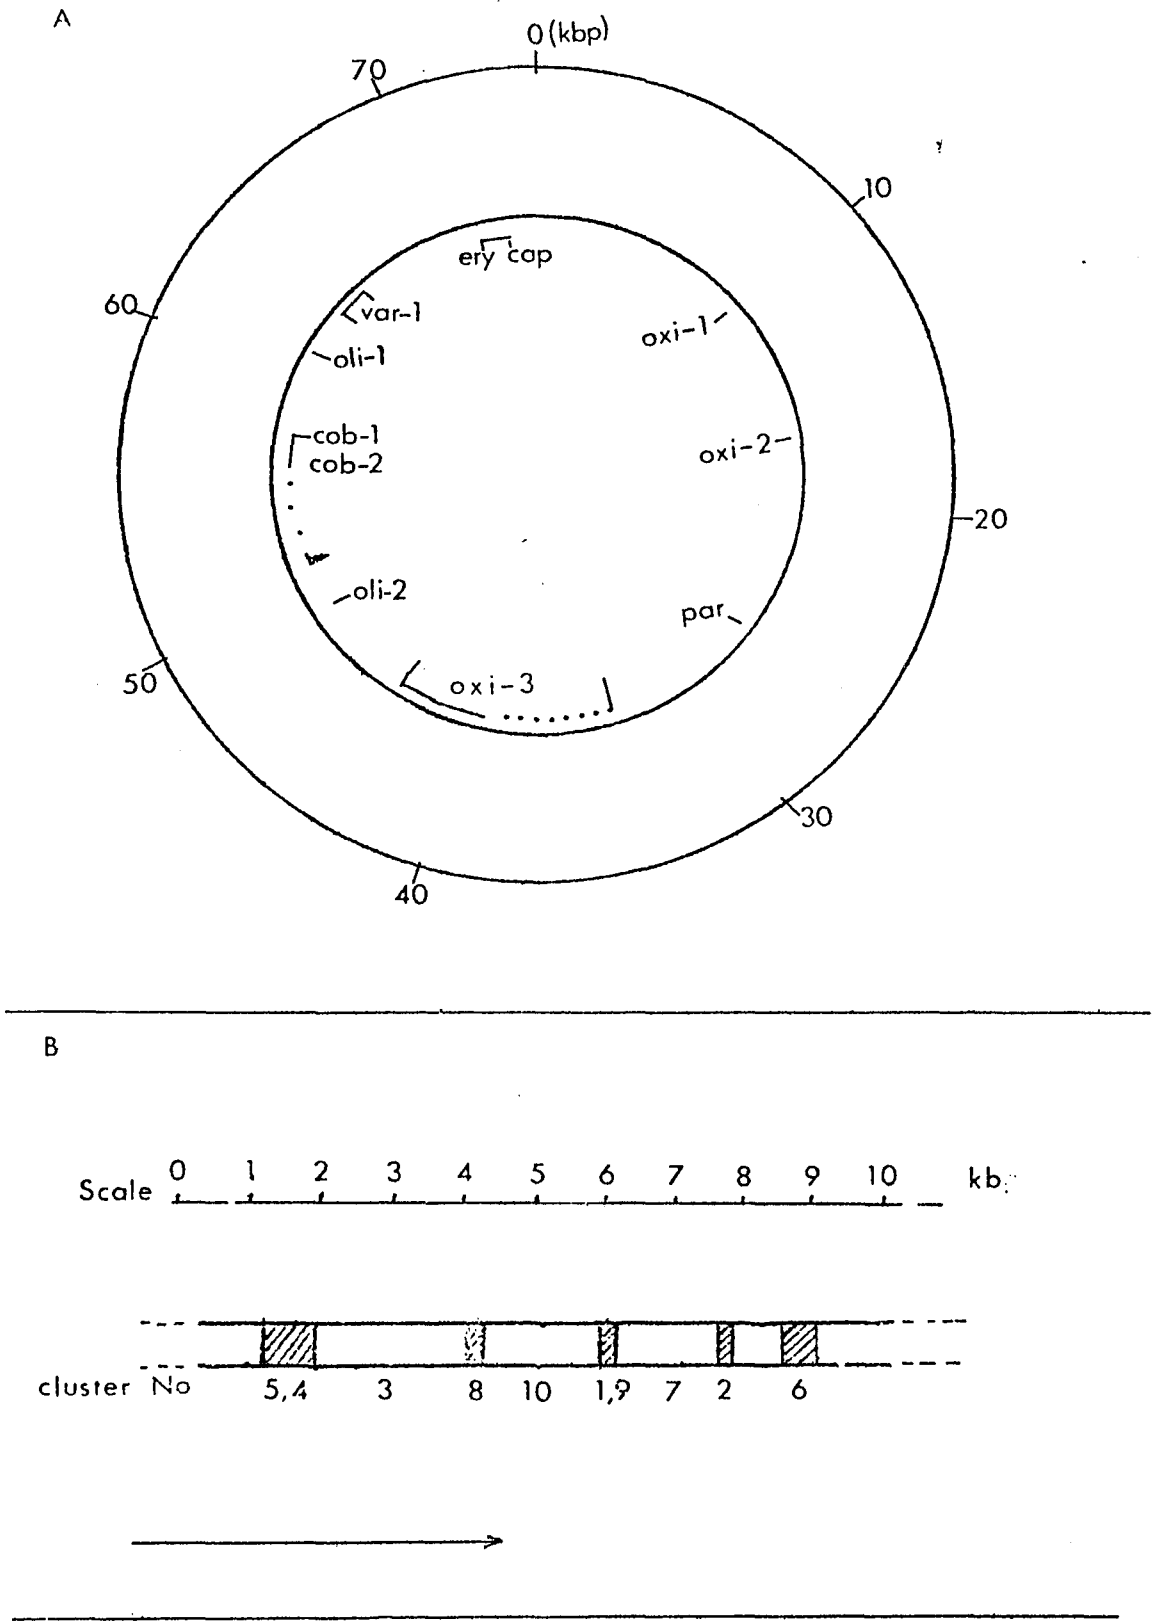 A
0 (kbp)
70
10
ery cap
60
var-1
oxi-1
oli-1
cob-1
oxi-2
cob-2
20
oli-2
par
50
oxi-3
30
40
B
0 1 2 3 4 5 6 7 8 9 10 kb
Scale
cluster No 5,4 3 8 10 1,9 7 2 6